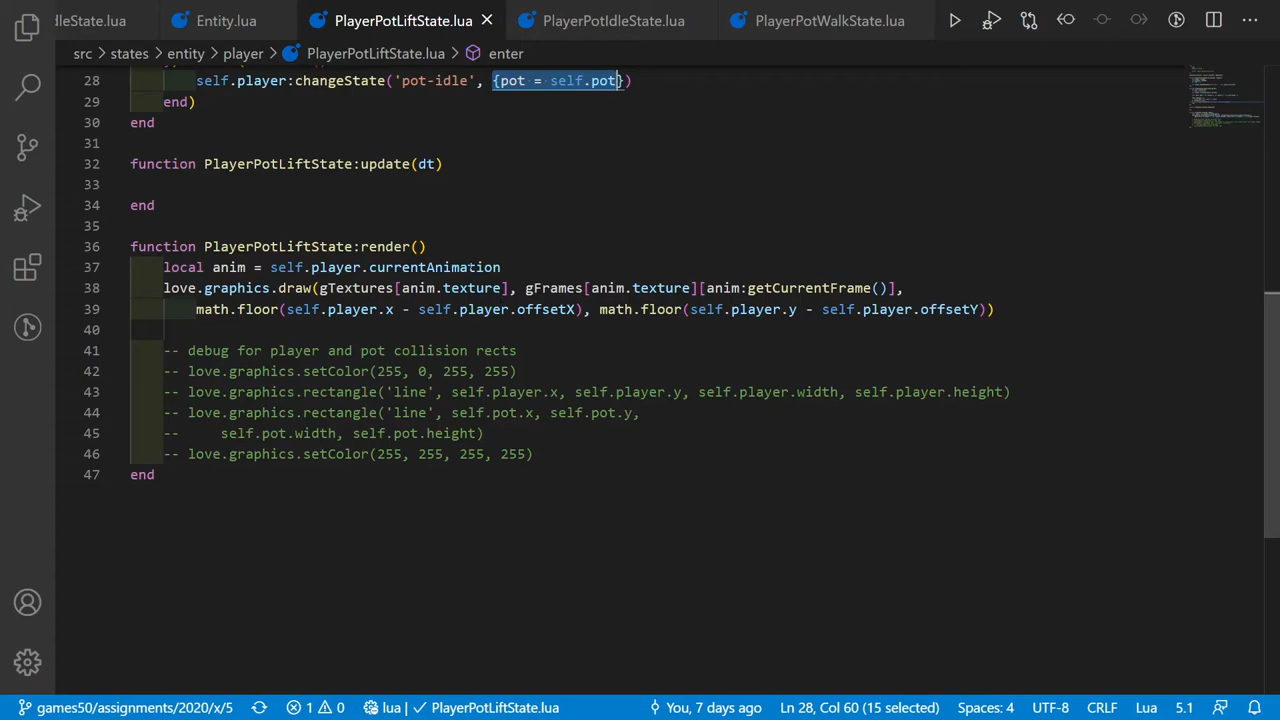 dleState.lua Entity.lua PlayerPotLiftState.lua PlayerPotIdleState.lua PlayerPotWalkState.lua
src > states > entity > player > PlayerPotLiftState.lua > enter
28 self.player:changeState('pot-idle', {pot = self.pot})
29 end)
30 end
31
32 function PlayerPotLiftState:update(dt)
33
34 end
35
36 function PlayerPotLiftState:render()
37 local anim = self.player.currentAnimation
38 love.graphics.draw(gTextures[anim.texture], gFrames[anim.texture][anim:getCurrentFrame()],
39 math.floor(self.player.x - self.player.offsetX), math.floor(self.player.y - self.player.offsetY))
40
41 -- debug for player and pot collision rects
42 -- love.graphics.setColor(255, 0, 255, 255)
43 -- love.graphics.rectangle('line', self.player.x, self.player.y, self.player.width, self.player.height)
44 -- love.graphics.rectangle('line', self.pot.x, self.pot.y,
45 -- self.pot.width, self.pot.height)
46 -- love.graphics.setColor(255, 255, 255, 255)
47 end
games50/assignments/2020/x/5 1 0 lua | PlayerPotLiftState.lua You, 7 days ago Ln 28, Col 60 (15 selected) Spaces: 4 UTF-8 CRLF Lua 5.1